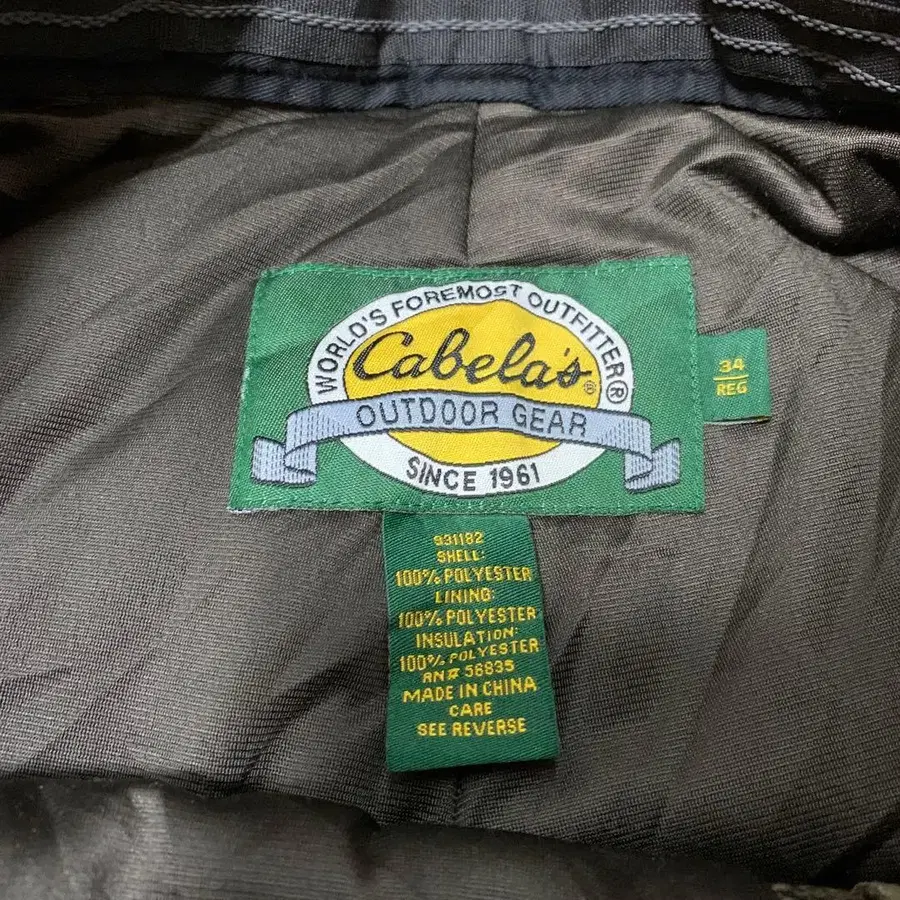 WORLD'S FOREMOST OUTFITTER®
Cabela's®
OUTDOOR GEAR
SINCE 1961
34
REG
931182
SHELL:
100% POLYESTER
LINING:
100% POLYESTER
INSULATION:
100% POLYESTER
RN# 56835
MADE IN CHINA
CARE
SEE REVERSE